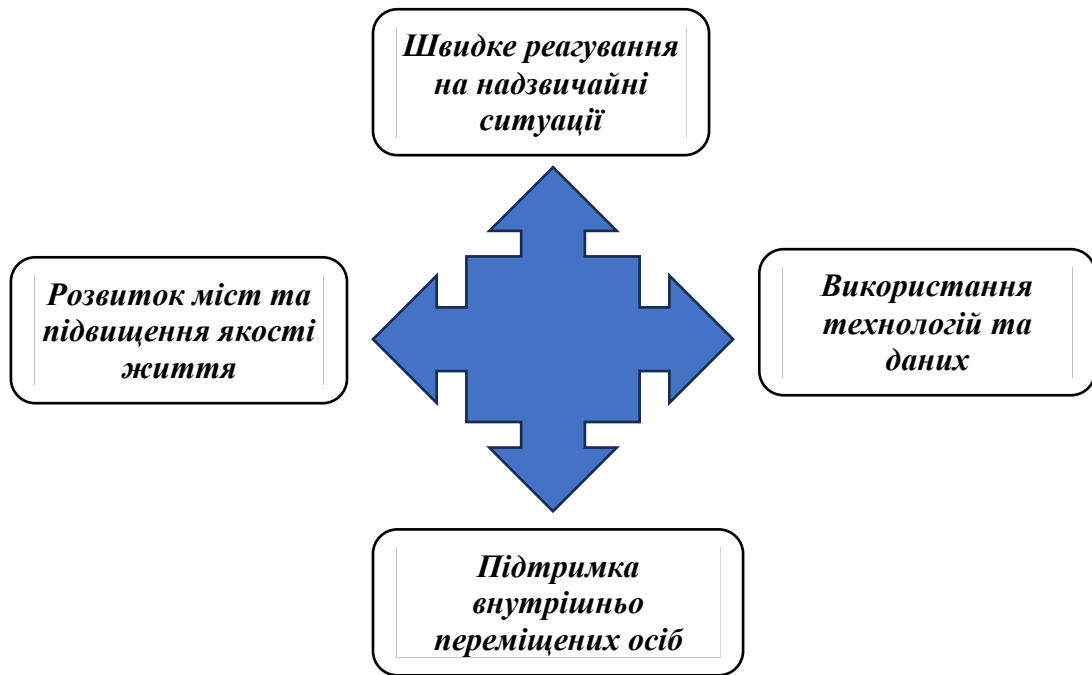 Швидке реагування
на надзвичайні
ситуації
Розвиток міст та
підвищення якості
життя
Використання
технологій та
даних
Підтримка
внутрішньо
переміщених осіб